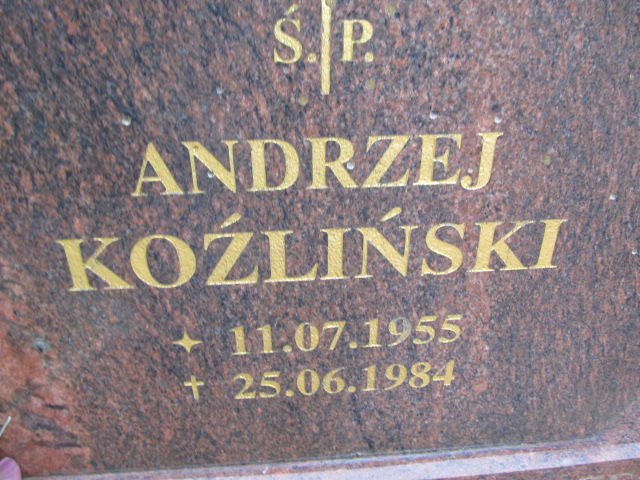 Ś.P.
ANDRZEJ
KOŹLIŃSKI
11.07.1955
25.06.1984